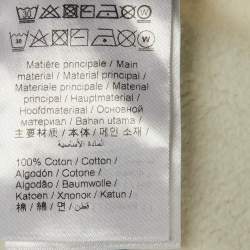 Matière principale / Main
material / Material principal /
Materiale principale / Material
principal / Hauptmaterial /
Hoofdmateriaal / Основной
материал / Bahan utama /
主要材质 / 本体 / 메인 소재 /
المادة الأساسية
100% Coton / Cotton /
Algodón / Cotone /
Algodão / Baumwolle /
Katoen / Хлопок / Katun /
棉 / 綿 / 면 / قطن